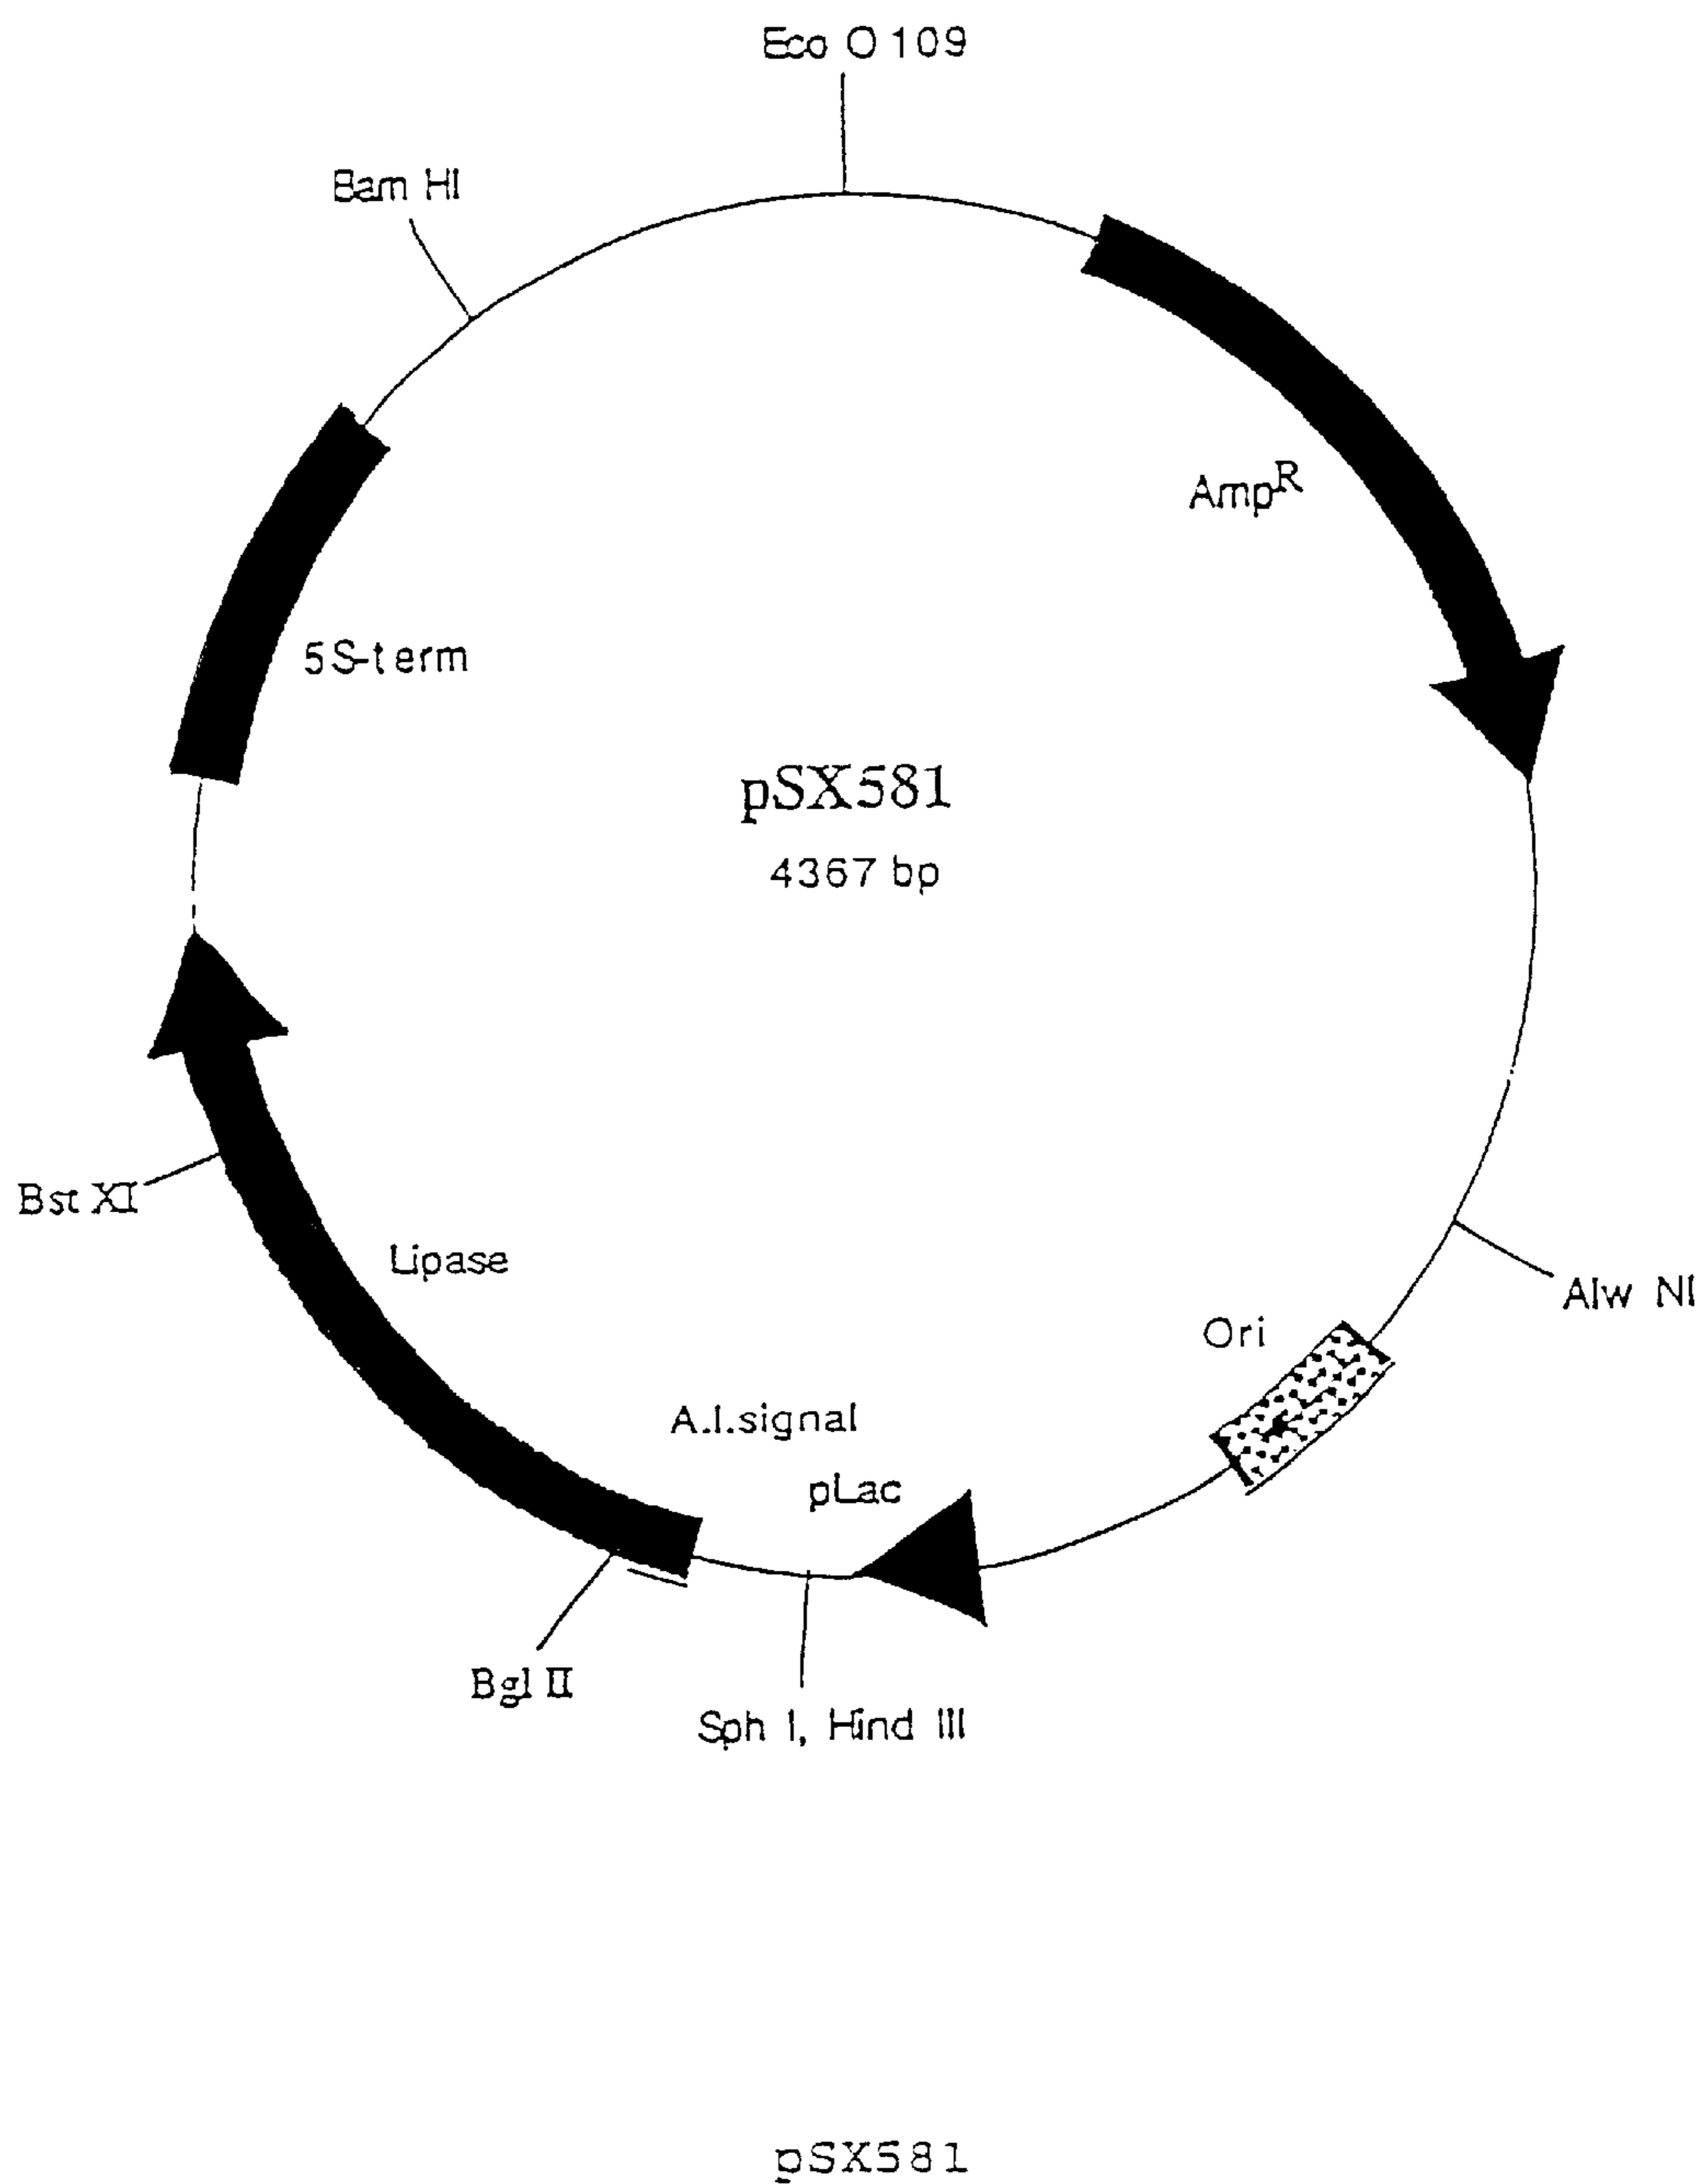 Eco O 109
Bam HI
Amp^R
5S-term
pSX581
4367 bp
Bst XI
Lipase
Alw NI
Ori
A.l.signal
pLac
Bgl II
Sph I, Hind III
pSX581